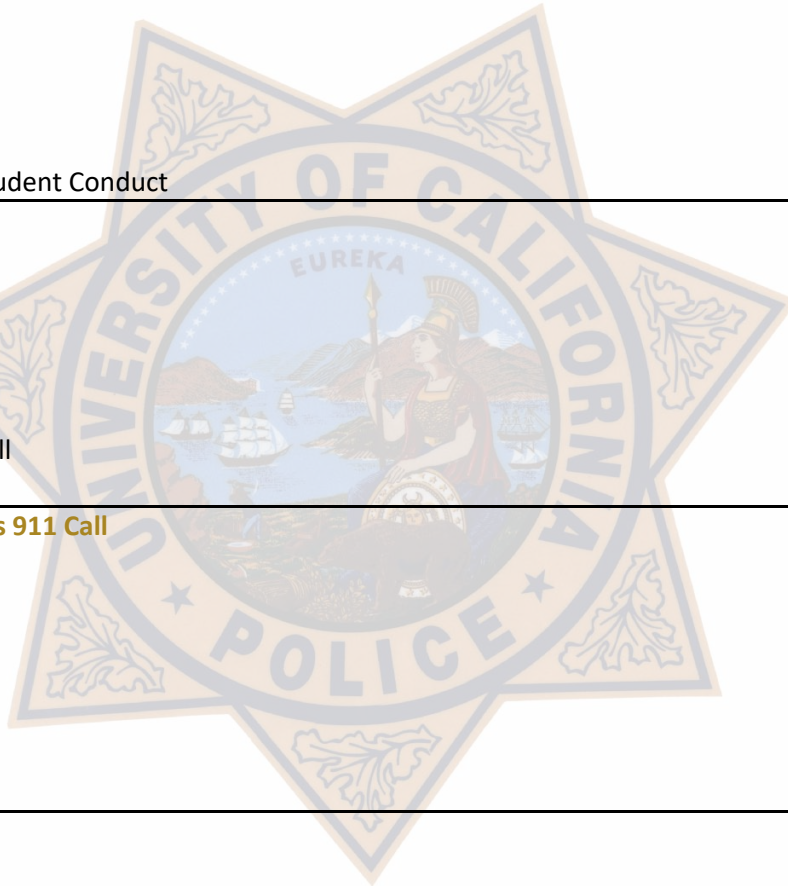 udent Conduct
UNIVERSITY OF CALIFORNIA
EUREKA
ll
s 911 Call
POLICE